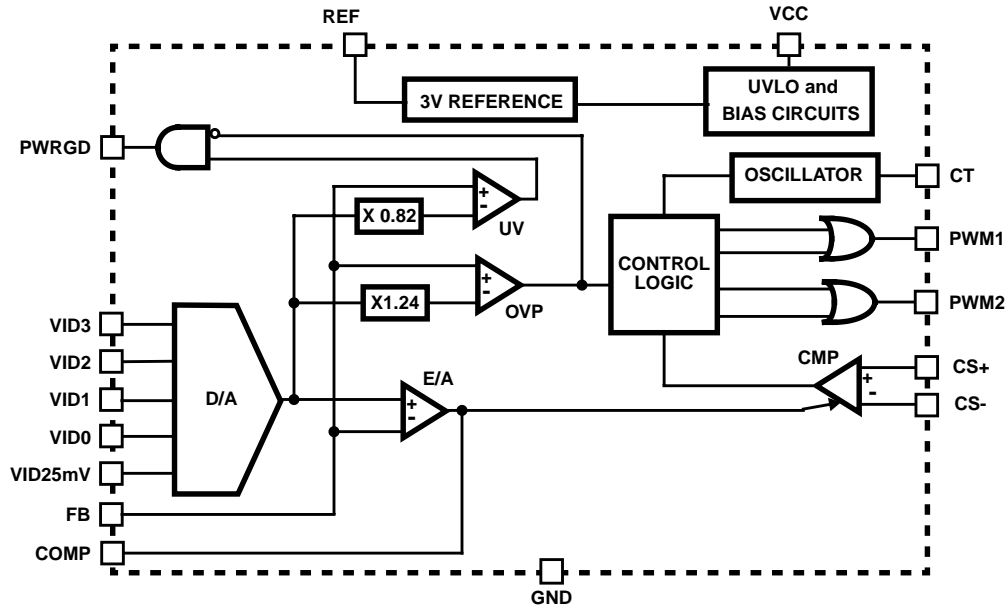 REF
VCC
3V REFERENCE
UVLO and
BIAS CIRCUITS
PWRGD
OSCILLATOR
CT
+
-
X 0.82
UV
PWM1
CONTROL
LOGIC
+
-
X1.24
OVP
PWM2
VID3
VID2
VID1
VID0
VID25mV
D/A
E/A
+
-
CMP
+
-
CS+
CS-
FB
COMP
GND